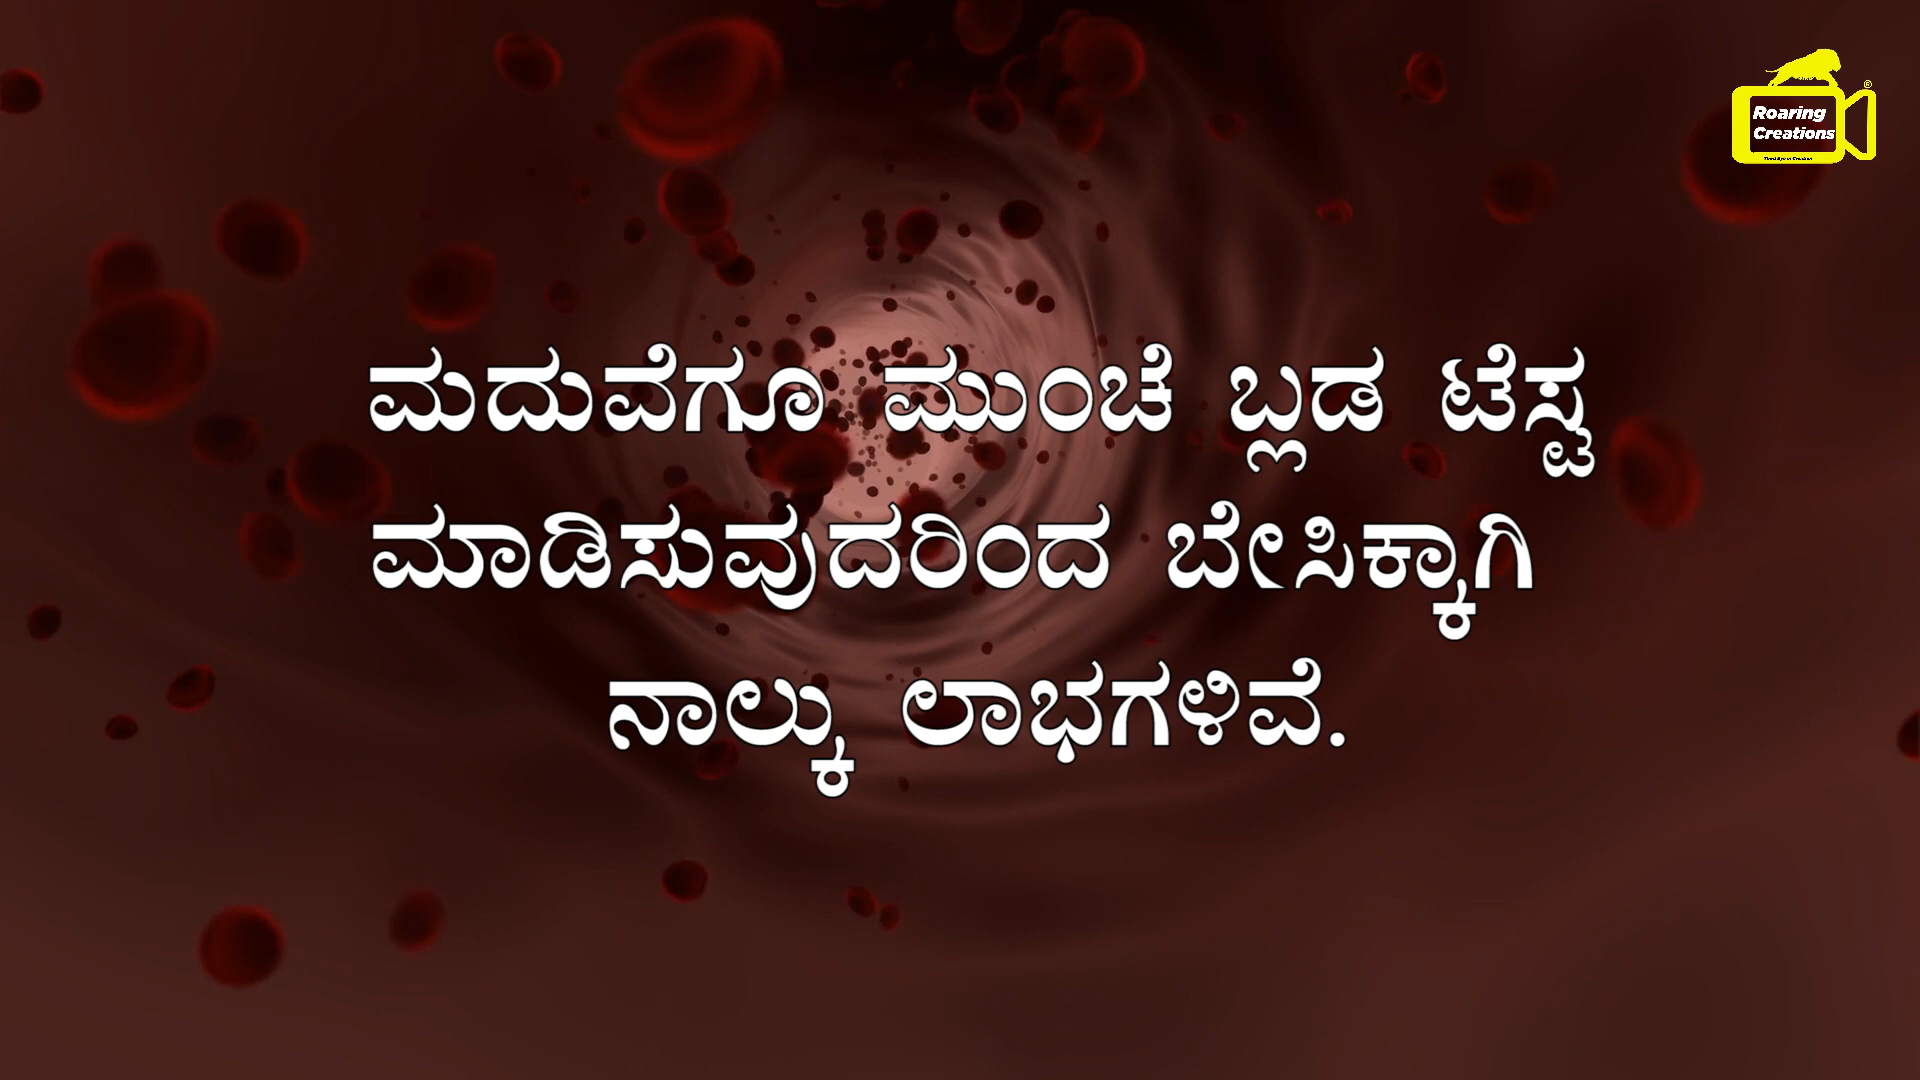 ಮದುವೆಗೂ ಮುಂಚೆ ಬ್ಲಡ ಟೆಸ್ಟ
ಮಾಡಿಸುವುದರಿಂದ ಬೇಸಿಕ್ಕಾಗಿ
ನಾಲ್ಕು ಲಾಭಗಳಿವೆ.
Roaring
Creations
®